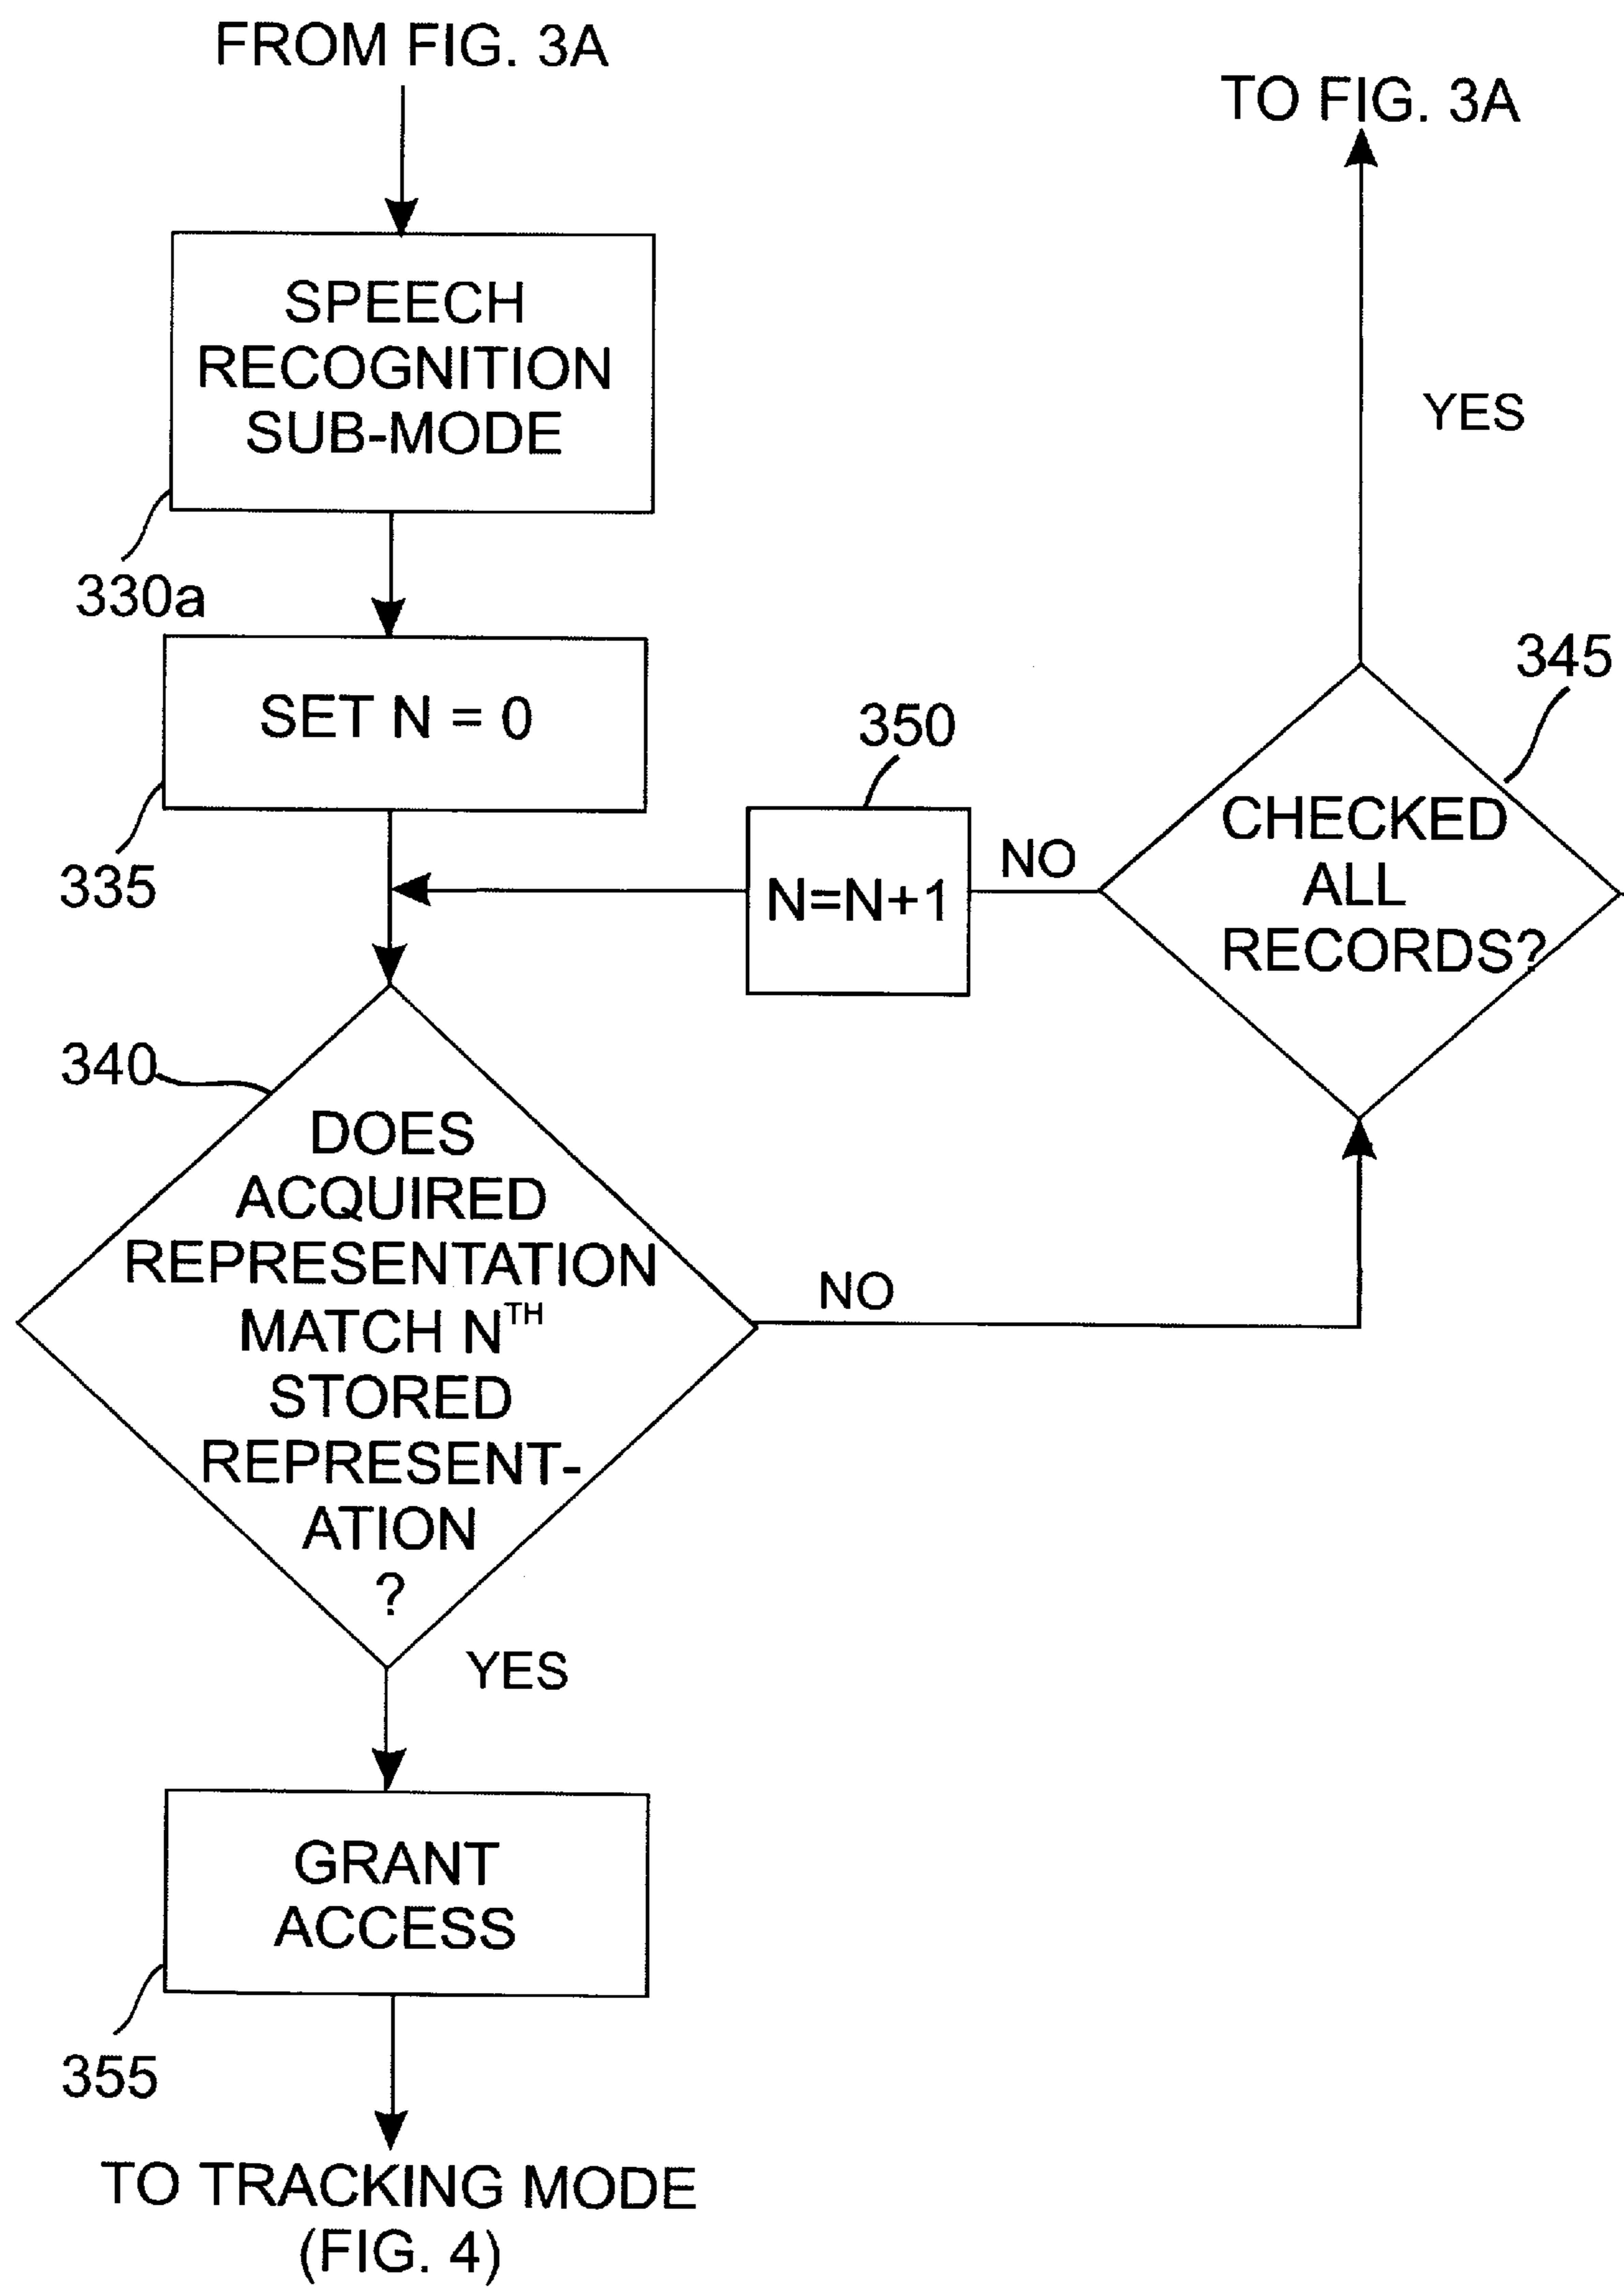 FROM FIG. 3A
TO FIG. 3A
SPEECH
RECOGNITION
SUB-MODE
330a
YES
SET N = 0
335
345
350
N=N+1
NO
CHECKED
ALL
RECORDS?
340
DOES
ACQUIRED
REPRESENTATION
MATCH N^TH
STORED
REPRESENT-
ATION
?
NO
YES
GRANT
ACCESS
355
TO TRACKING MODE
(FIG. 4)